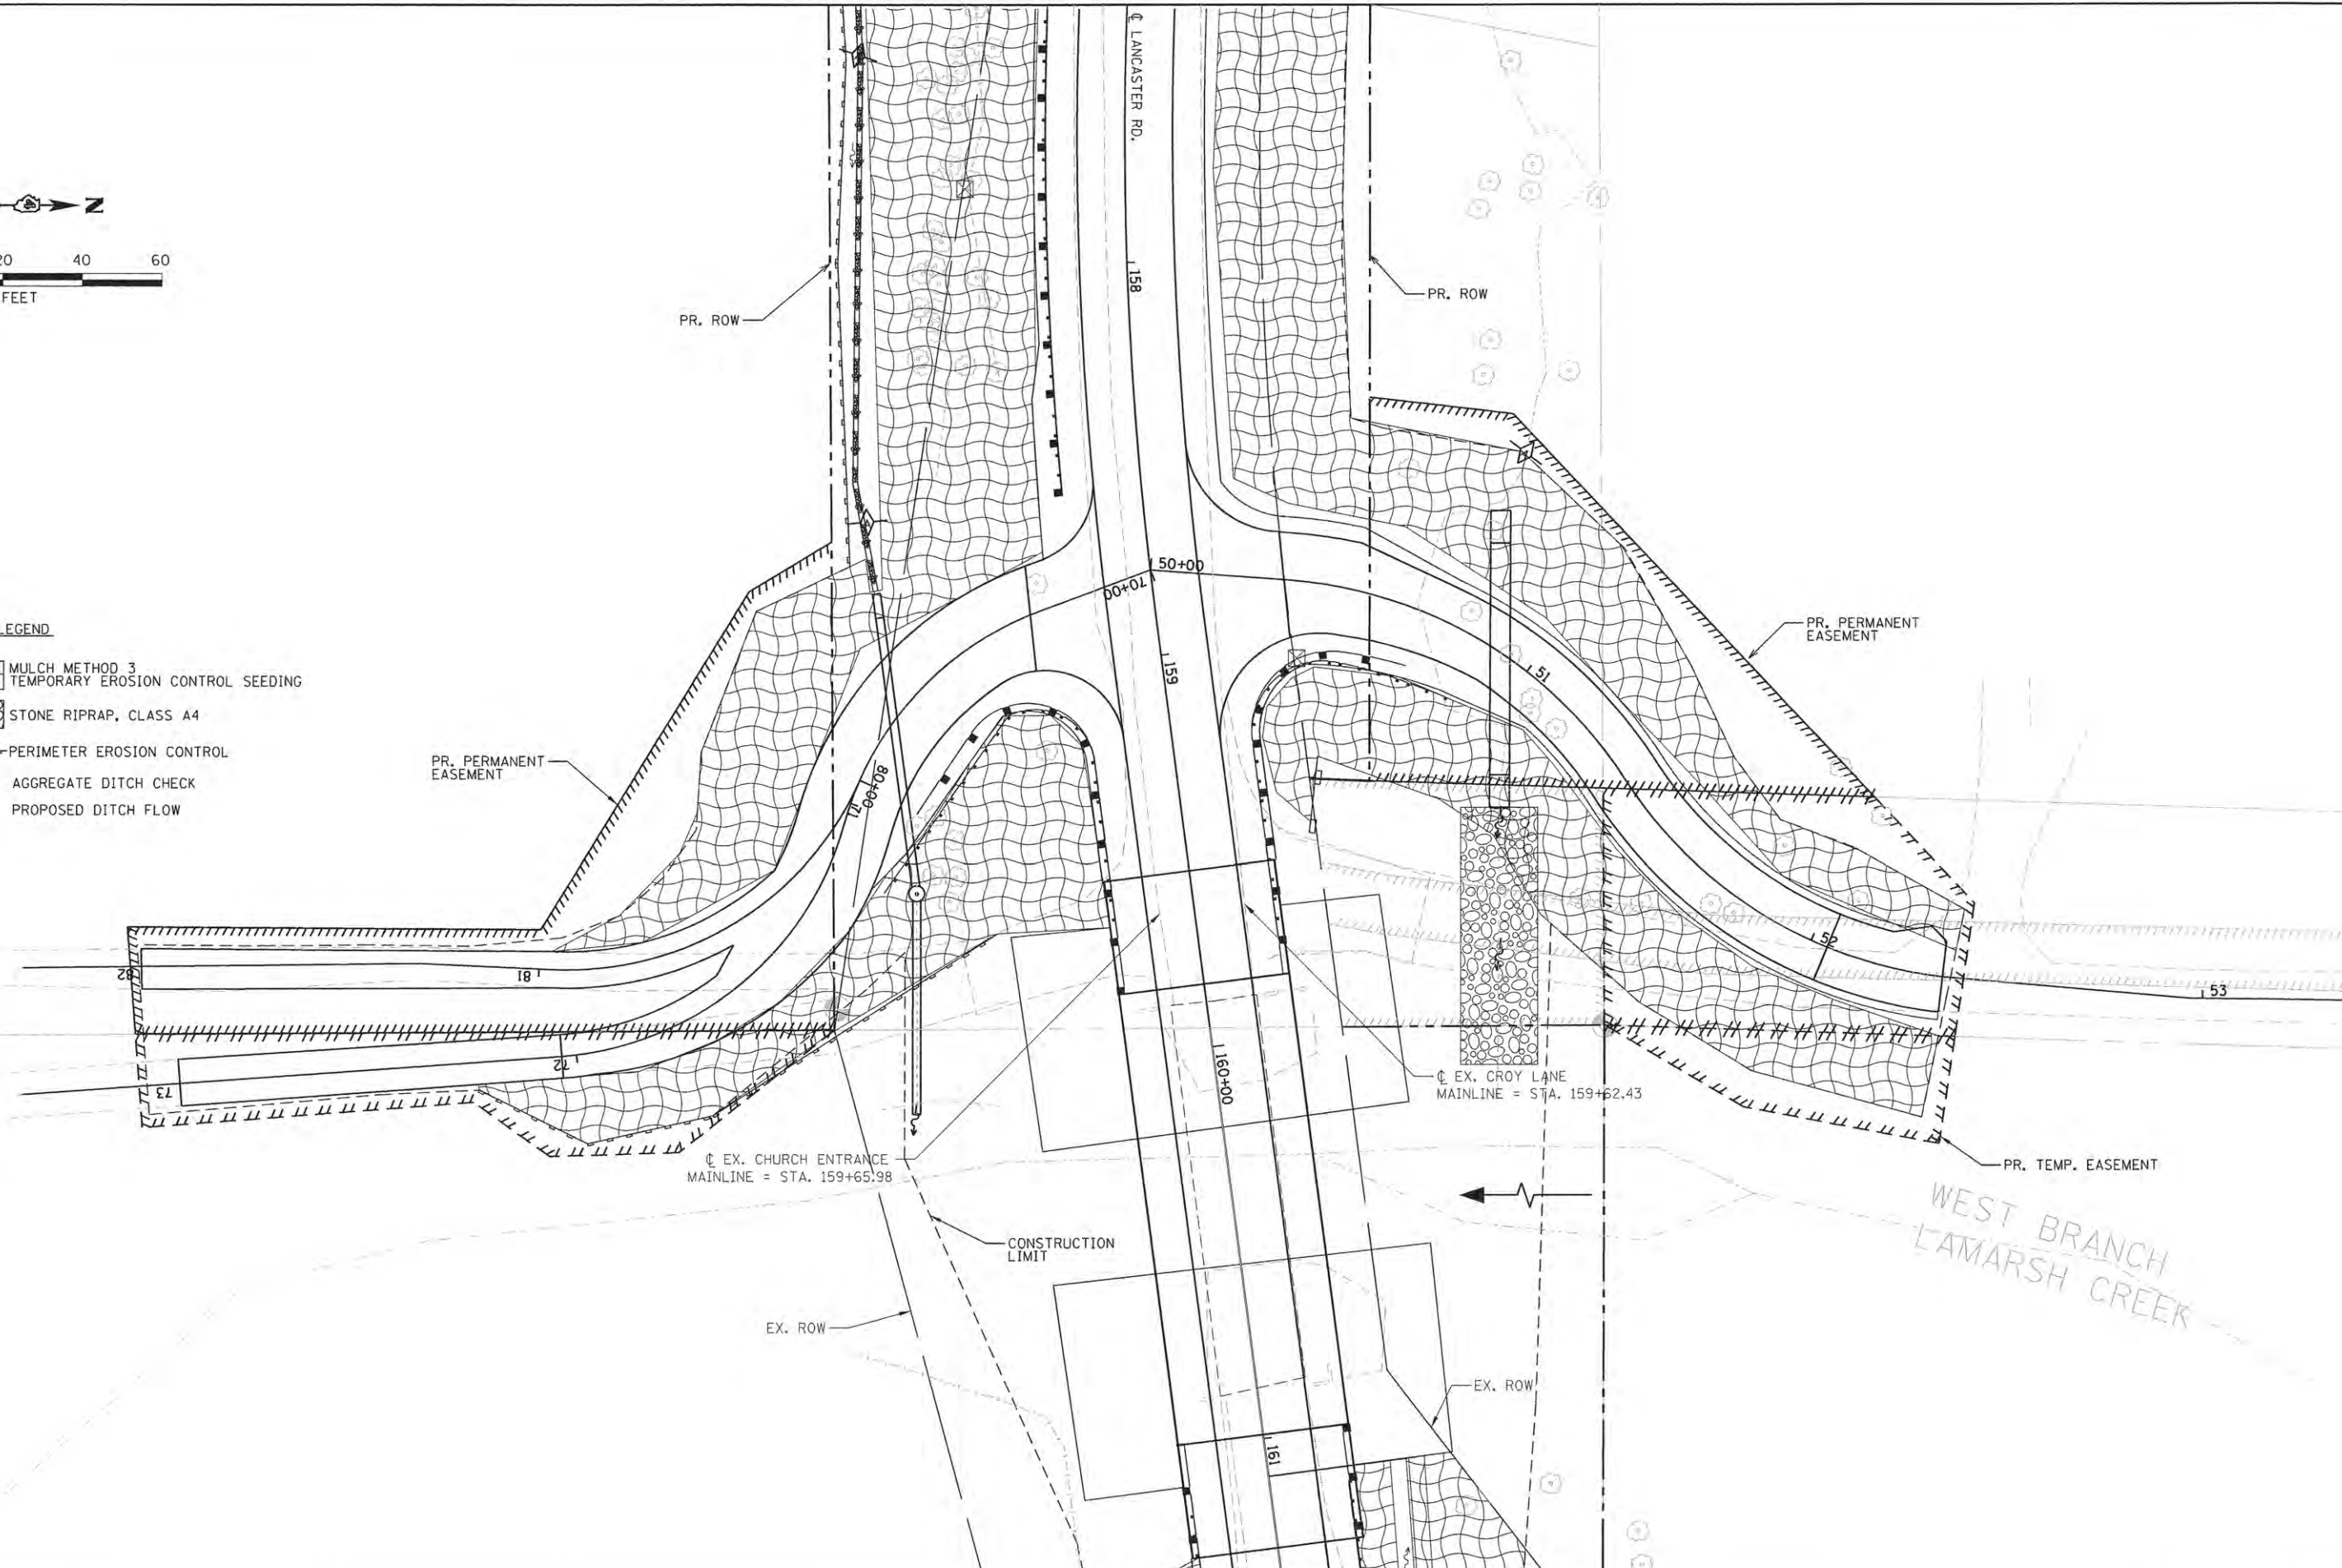 ℄ LANCASTER RD.
N
20 40 60
FEET
158
PR. ROW
PR. ROW
50+00
70+00
LEGEND
MULCH METHOD 3
TEMPORARY EROSION CONTROL SEEDING
STONE RIPRAP, CLASS A4
PERIMETER EROSION CONTROL
AGGREGATE DITCH CHECK
PROPOSED DITCH FLOW
PR. PERMANENT
EASEMENT
159
51
PR. PERMANENT
EASEMENT
80+00
71
52
82
81
53
72
73
160+00
℄ EX. CROY LANE
MAINLINE = STA. 159+62.43
℄ EX. CHURCH ENTRANCE
MAINLINE = STA. 159+65.98
PR. TEMP. EASEMENT
WEST BRANCH
LAMARSH CREEK
CONSTRUCTION
LIMIT
EX. ROW
EX. ROW
161